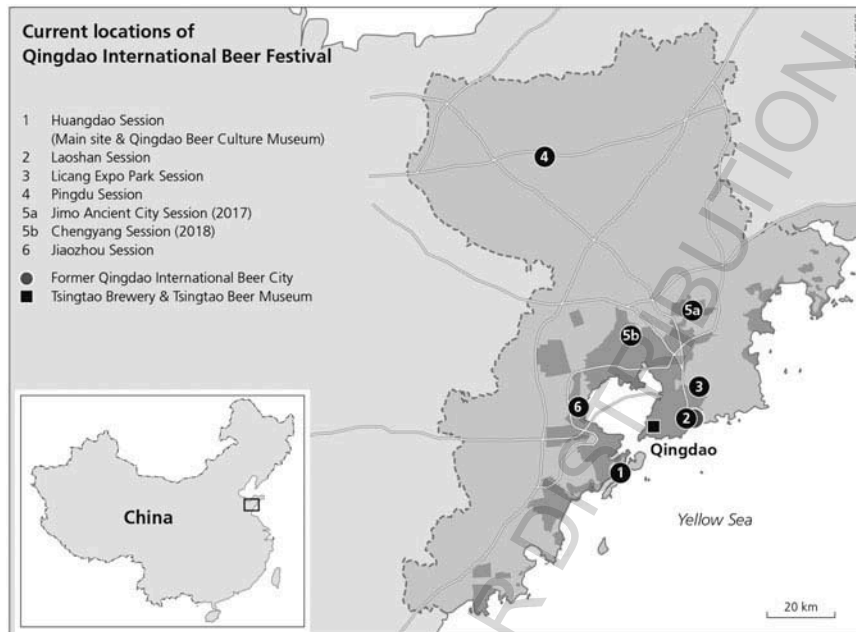 Current locations of
Qingdao International Beer Festival
1 Huangdao Session
(Main site & Qingdao Beer Culture Museum)
2 Laoshan Session
3 Licang Expo Park Session
4 Pingdu Session
5a Jimo Ancient City Session (2017)
5b Chengyang Session (2018)
6 Jiaozhou Session
Former Qingdao International Beer City
Tsingtao Brewery & Tsingtao Beer Museum
4
5a
5b
3
6
2
Qingdao
1
China
Yellow Sea
20 km
R DISTRIBUTION